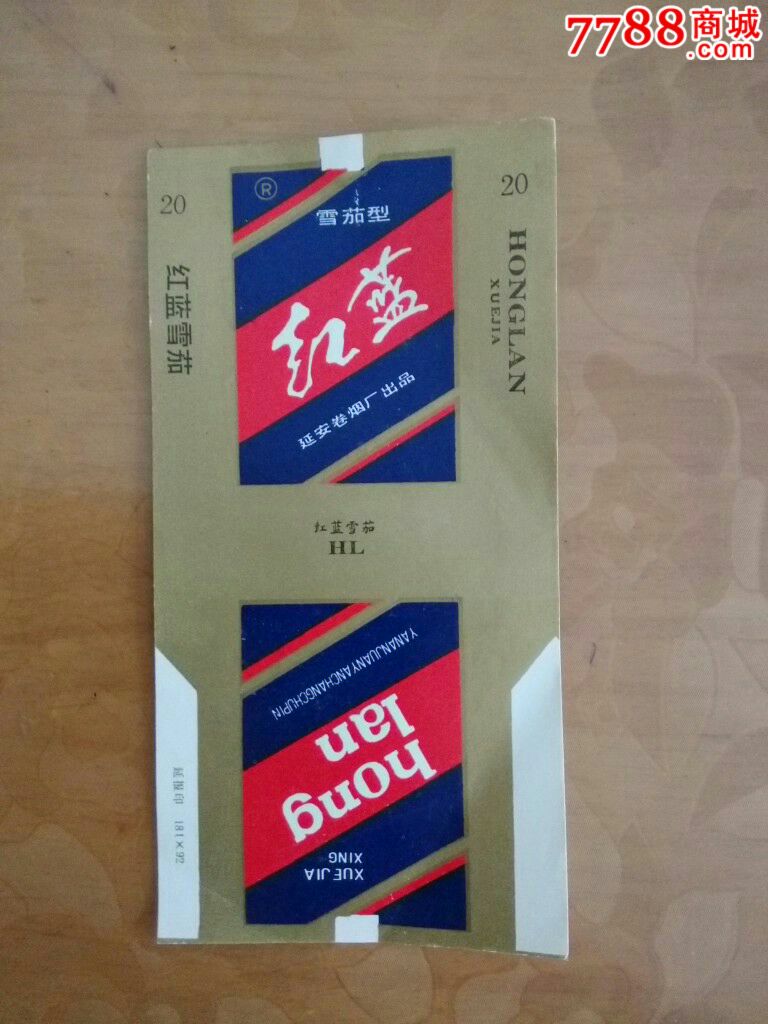 7788商城
.com
20
20
®
雪茄型
红蓝
延安卷烟厂出品
红蓝雪茄
HONGLAN
XUEJIA
红蓝雪茄
HL
YANANJUANYANCHANGCHUPIN
hong
lan
XUE JIA
XING
延报印 181×92